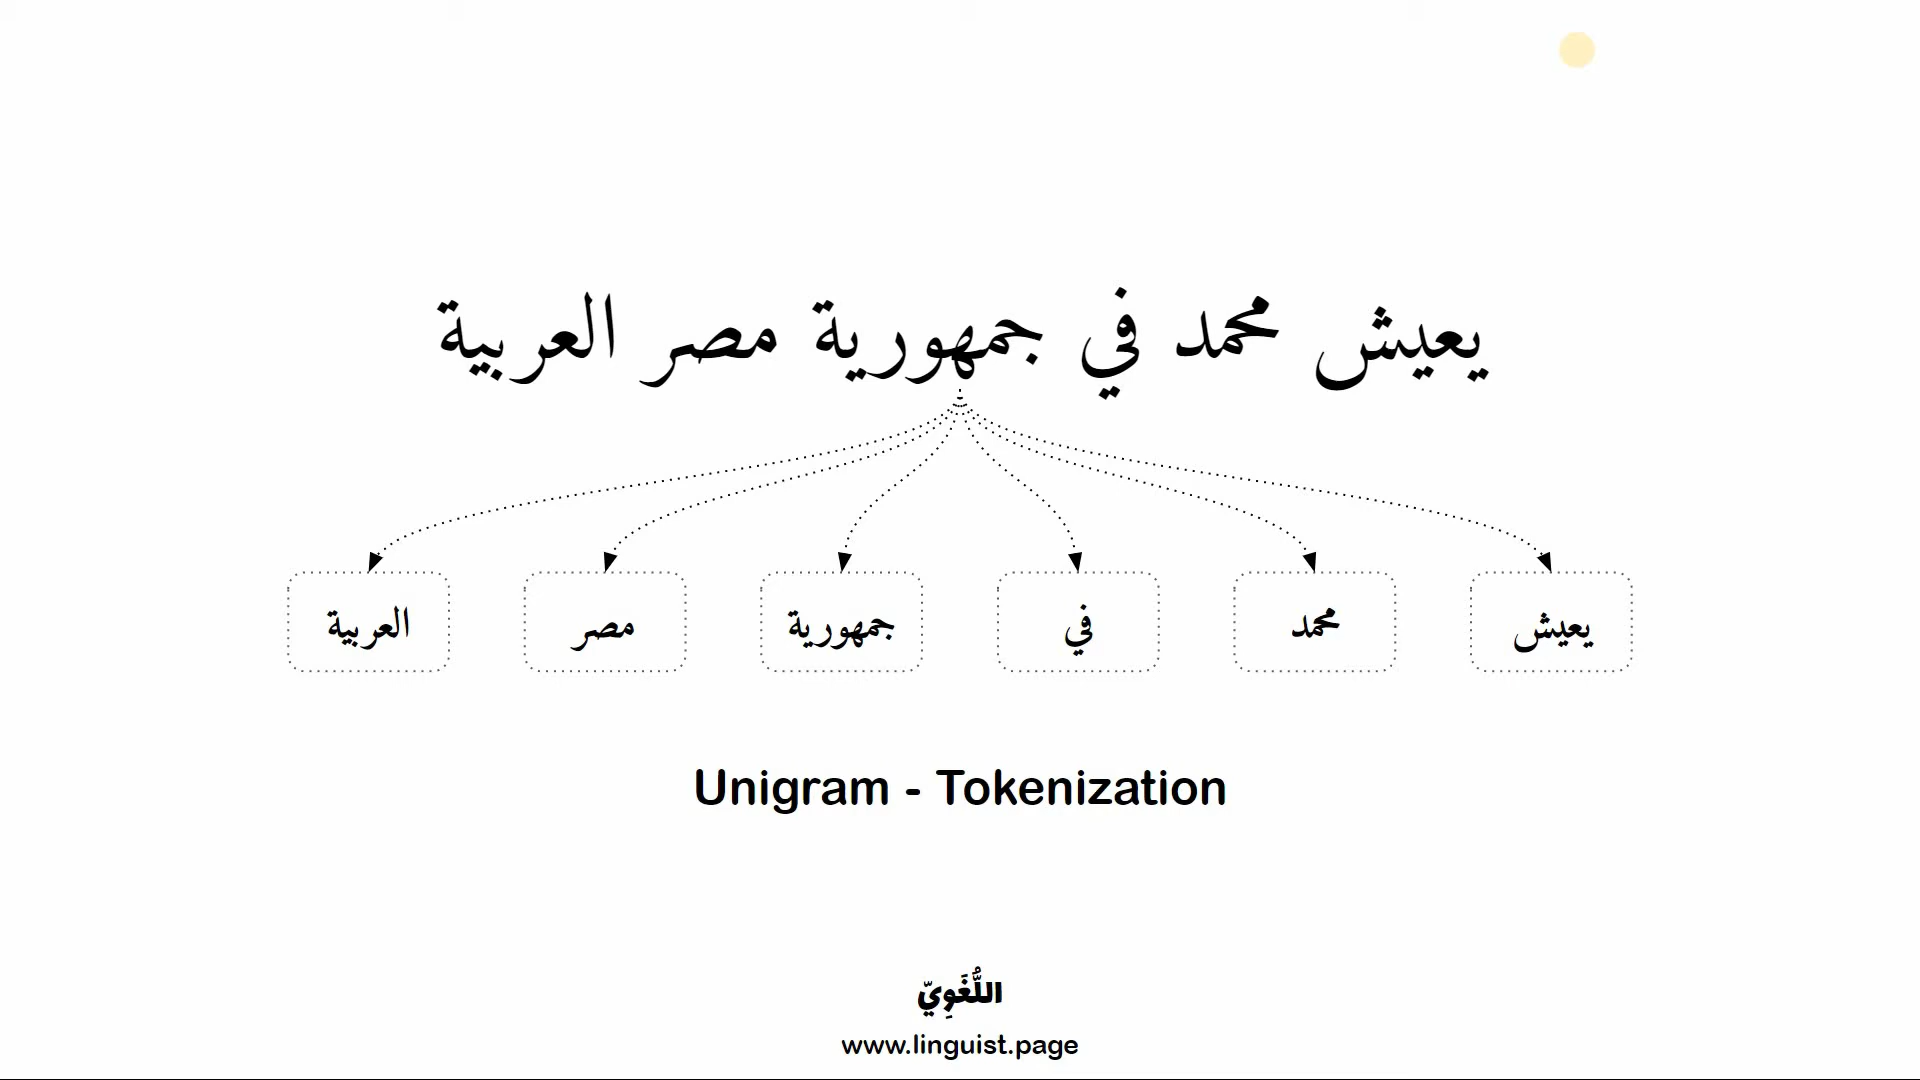 يعيش محمد في جمهورية مصر العربية
يعيش
محمد
في
جمهورية
مصر
العربية
Unigram - Tokenization
اللُّغَوِيّ
www.linguist.page